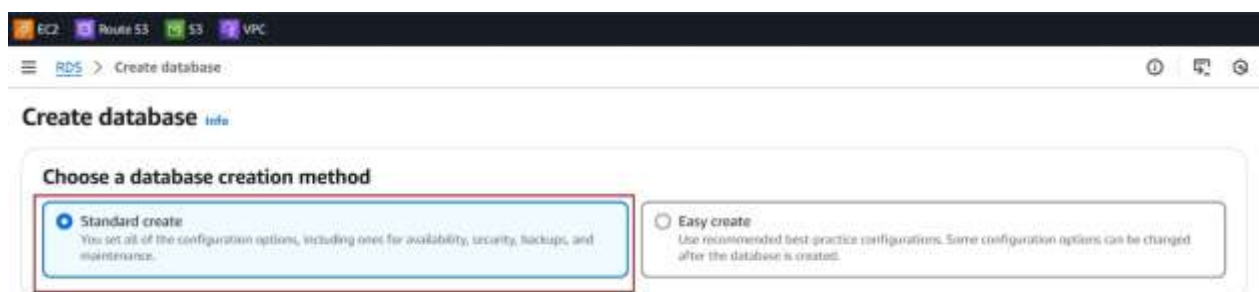 EC2 Route 53 S3 VPC
RDS > Create database
Create database Info
Choose a database creation method
Standard create
You set all of the configuration options, including ones for availability, security, backups, and
maintenance.
Easy create
Use recommended best-practice configurations. Some configuration options can be changed
after the database is created.